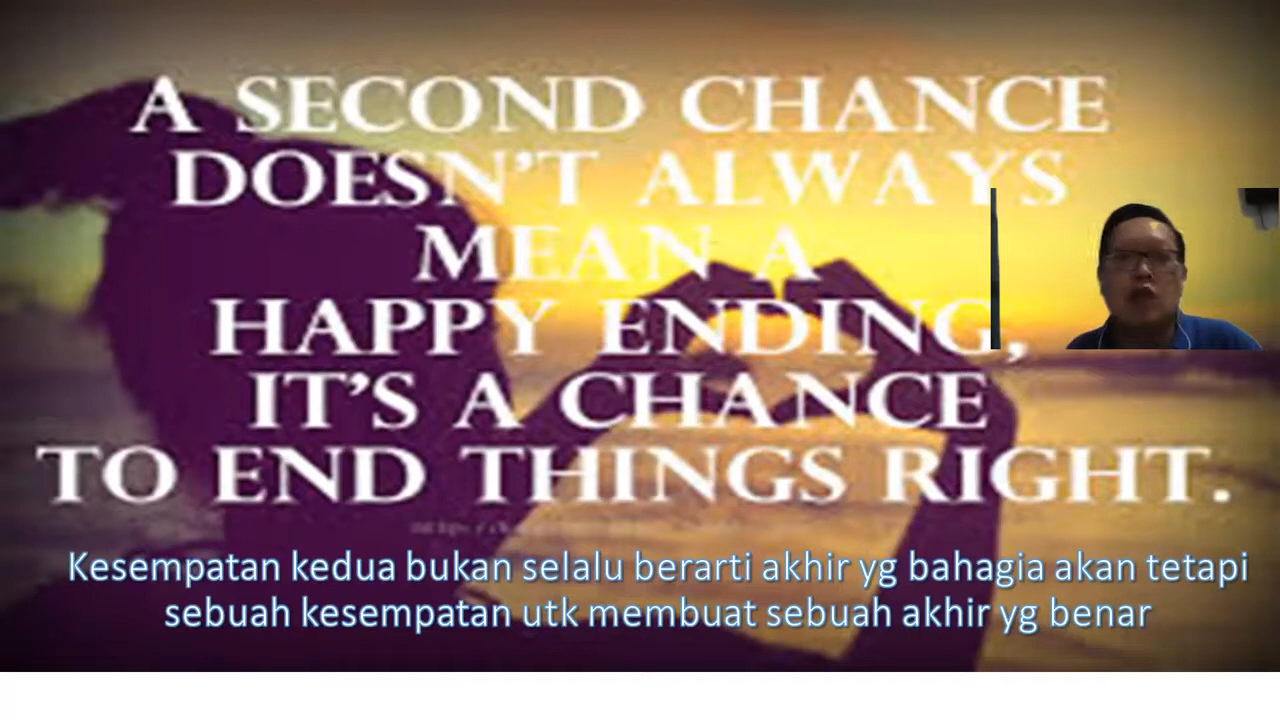 A SECOND CHANCE
DOESN'T ALWAYS
MEAN A
HAPPY ENDING,
IT'S A CHANCE
TO END THINGS RIGHT.
Kesempatan kedua bukan selalu berarti akhir yg bahagia akan tetapi
sebuah kesempatan utk membuat sebuah akhir yg benar